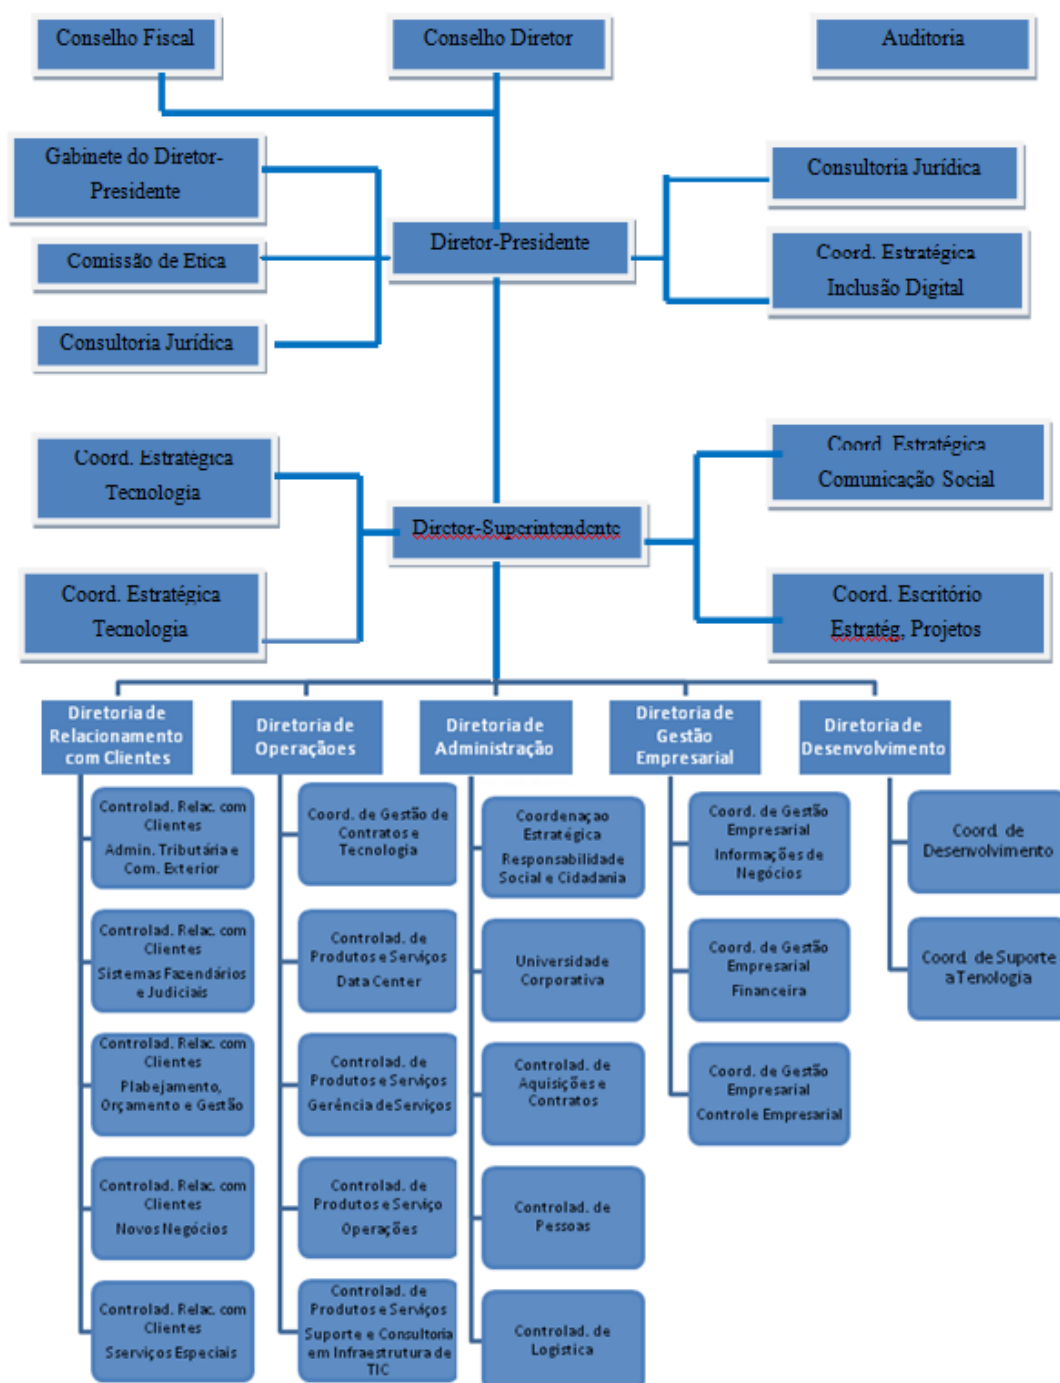 Conselho Fiscal
Conselho Diretor
Auditoria
Gabinete do Diretor-
Presidente
Consultoria Jurídica
Diretor-Presidente
Comissão de Etica
Coord. Estratégica
Inclusão Digital
Consultoria Jurídica
Coord. Estratégica
Tecnologia
Coord. Estratégica
Comunicação Social
Diretor-Superintendente
Coord. Estratégica
Tecnologia
Coord. Escritório
Estratég, Projetos
Diretoria de
Relacionamento
com Clientes
Diretoria de
Operaçãoes
Diretoria de
Administração
Diretoria de
Gestão
Empresarial
Diretoria de
Desenvolvimento
Controlad. Relac. com
Clientes
Admin. Tributária e
Com. Exterior
Controlad. Relac. com
Clientes
Sistemas Fazendários
e Judiciais
Controlad. Relac. com
Clientes
Plabejamento,
Orçamento e Gestão
Controlad. Relac. com
Clientes
Novos Negócios
Controlad. Relac. com
Clientes
Sserviços Especiais
Coord. de Gestão de
Contratos e
Tecnologia
Controlad. de
Produtos e Serviços
Data Center
Controlad. de
Produtos e Serviços
Gerência de Serviços
Controlad. de
Produtos e Serviço
Operações
Controlad. de
Produtos e Serviços
Suporte e Consultoria
em Infraestrutura de
TIC
Coordenaçao
Estratégica
Responsabilidade
Social e Cidadania
Universidade
Corporativa
Controlad. de
Aquisições e
Contratos
Controlad. de
Pessoas
Controlad. de
Logística
Coord. de Gestão
Empresarial
Informações de
Negócios
Coord. de Gestão
Empresarial
Financeira
Coord. de Gestão
Empresarial
Controle Empresarial
Coord. de
Desenvolvimento
Coord. de Suporte
a Tenologia